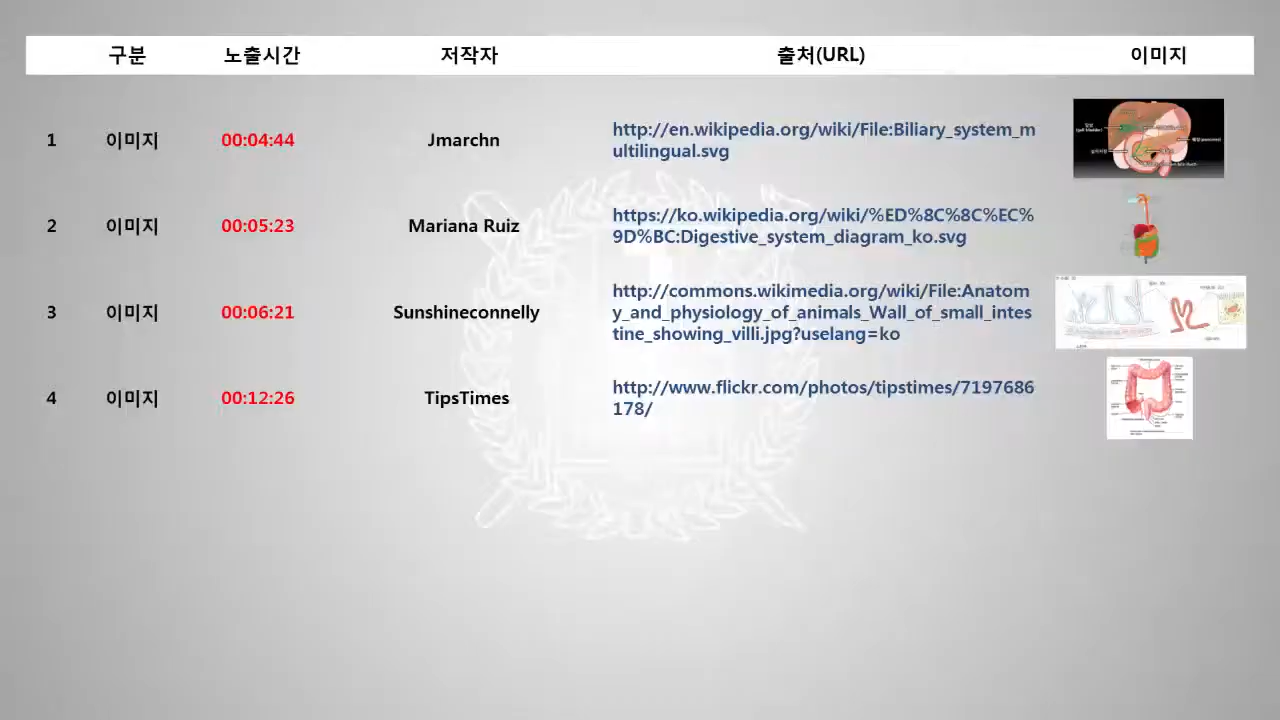 구분 노출시간 저작자 출처(URL) 이미지
1 이미지 00:04:44 Jmarchn http://en.wikipedia.org/wiki/File:Biliary_system_m
ultilingual.svg
2 이미지 00:05:23 Mariana Ruiz https://ko.wikipedia.org/wiki/%ED%8C%8C%EC%
9D%BC:Digestive_system_diagram_ko.svg
3 이미지 00:06:21 Sunshineconnelly http://commons.wikimedia.org/wiki/File:Anatom
y_and_physiology_of_animals_Wall_of_small_intes
tine_showing_villi.jpg?uselang=ko
4 이미지 00:12:26 TipsTimes http://www.flickr.com/photos/tipstimes/7197686
178/